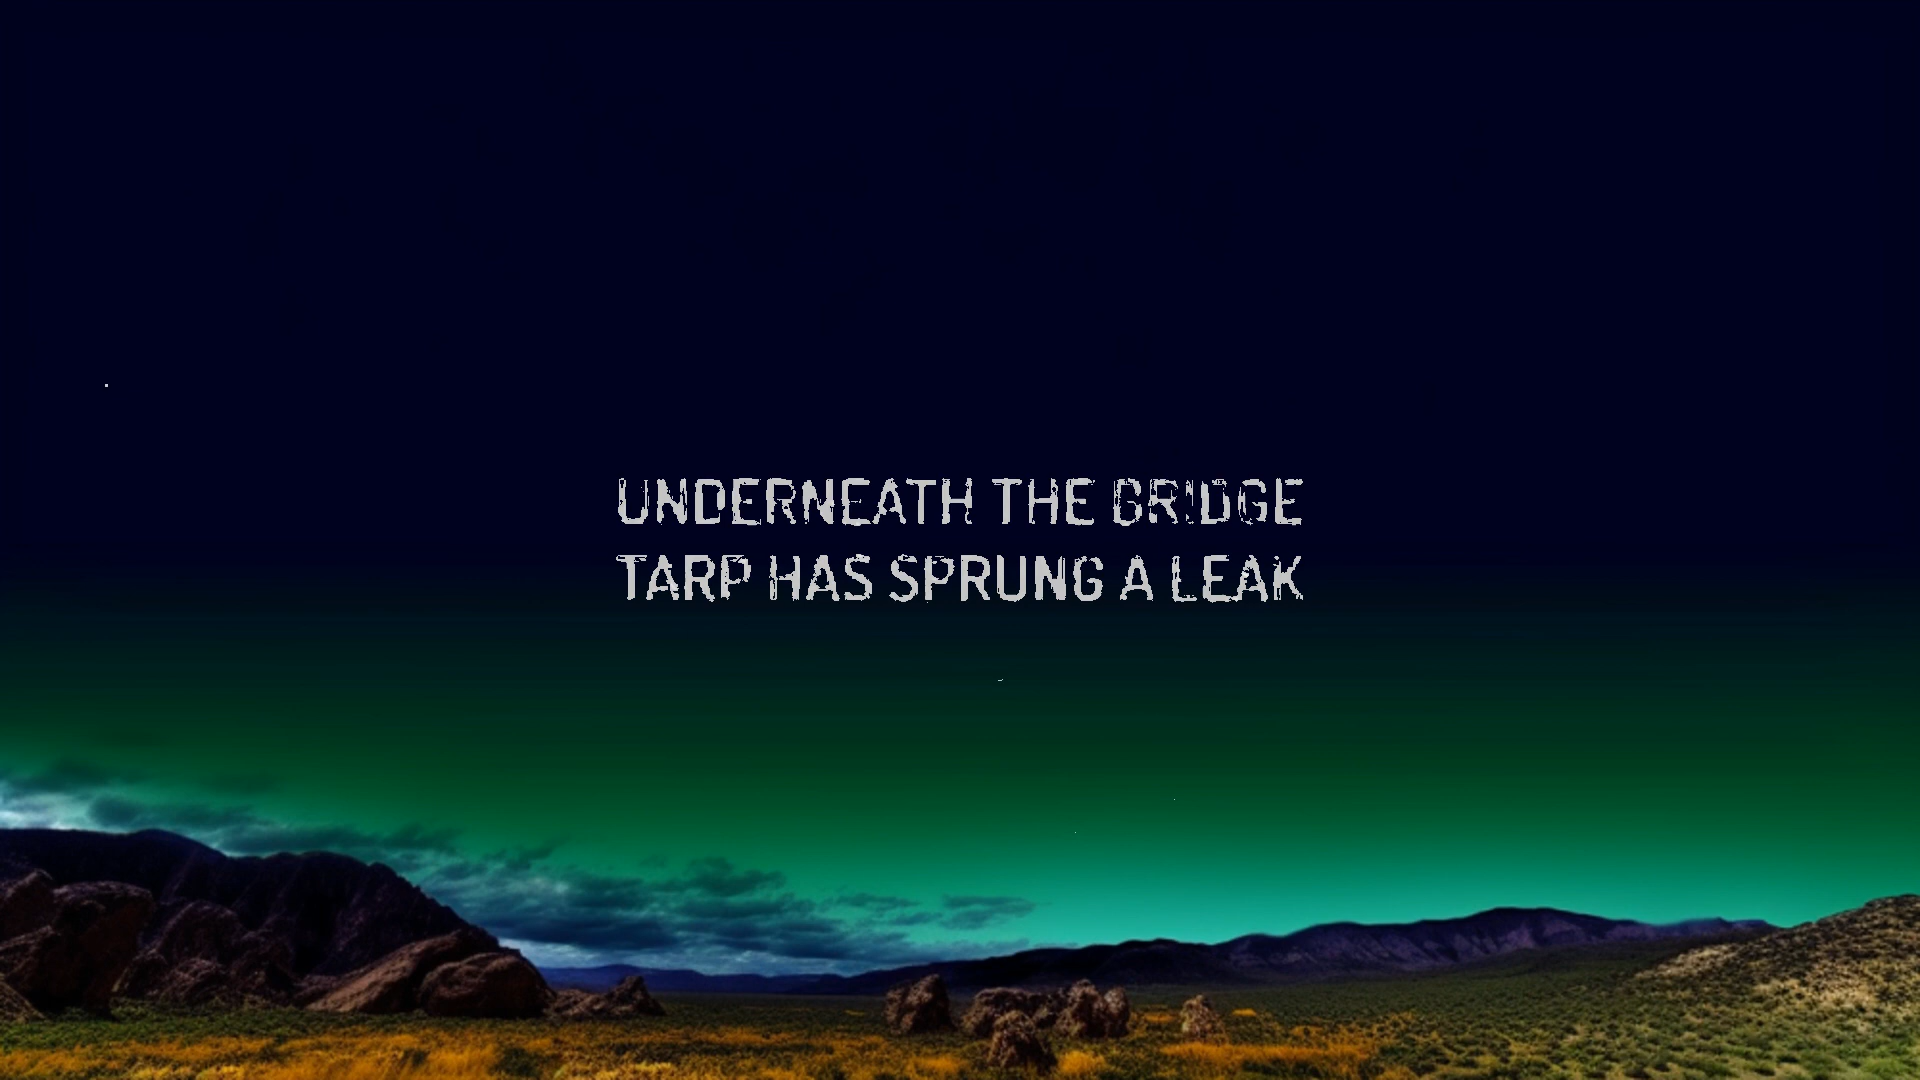 UNDERNEATH THE BRIDGE
TARP HAS SPRUNG A LEAK